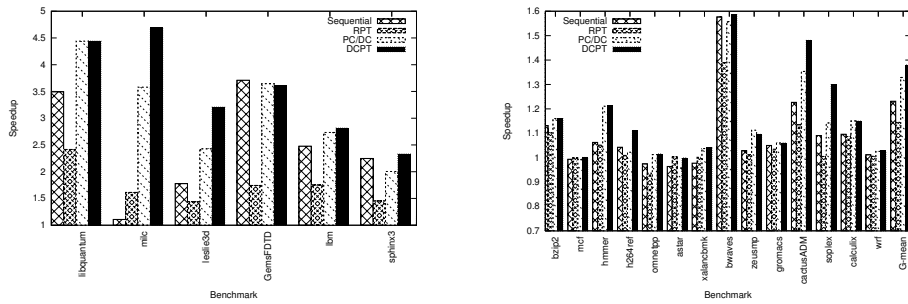 5
4.5
4
3.5
3
2.5
2
1.5
1
Speedup
Sequential
RPT
PC/DC
DCPT
libquantum
milc
leslie3d
GemsFDTD
lbm
sphinx3
Benchmark
1.6
1.5
1.4
1.3
1.2
1.1
1
0.9
0.8
0.7
Speedup
Sequential
RPT
PC/DC
DCPT
bzip2
mcf
hmmer
h264ref
omnetpp
astar
xalancbmk
bwaves
zeusmp
gromacs
cactusADM
soplex
calculix
wrf
G-mean
Benchmark